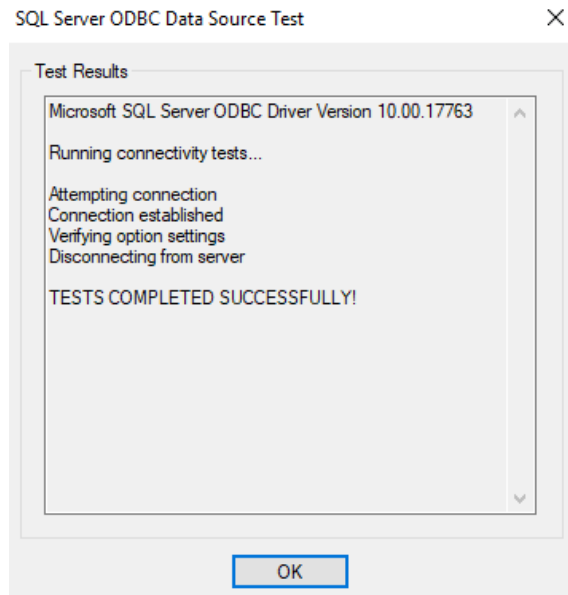 SQL Server ODBC Data Source Test
Test Results
Microsoft SQL Server ODBC Driver Version 10.00.17763
Running connectivity tests...
Attempting connection
Connection established
Verifying option settings
Disconnecting from server
TESTS COMPLETED SUCCESSFULLY!
OK